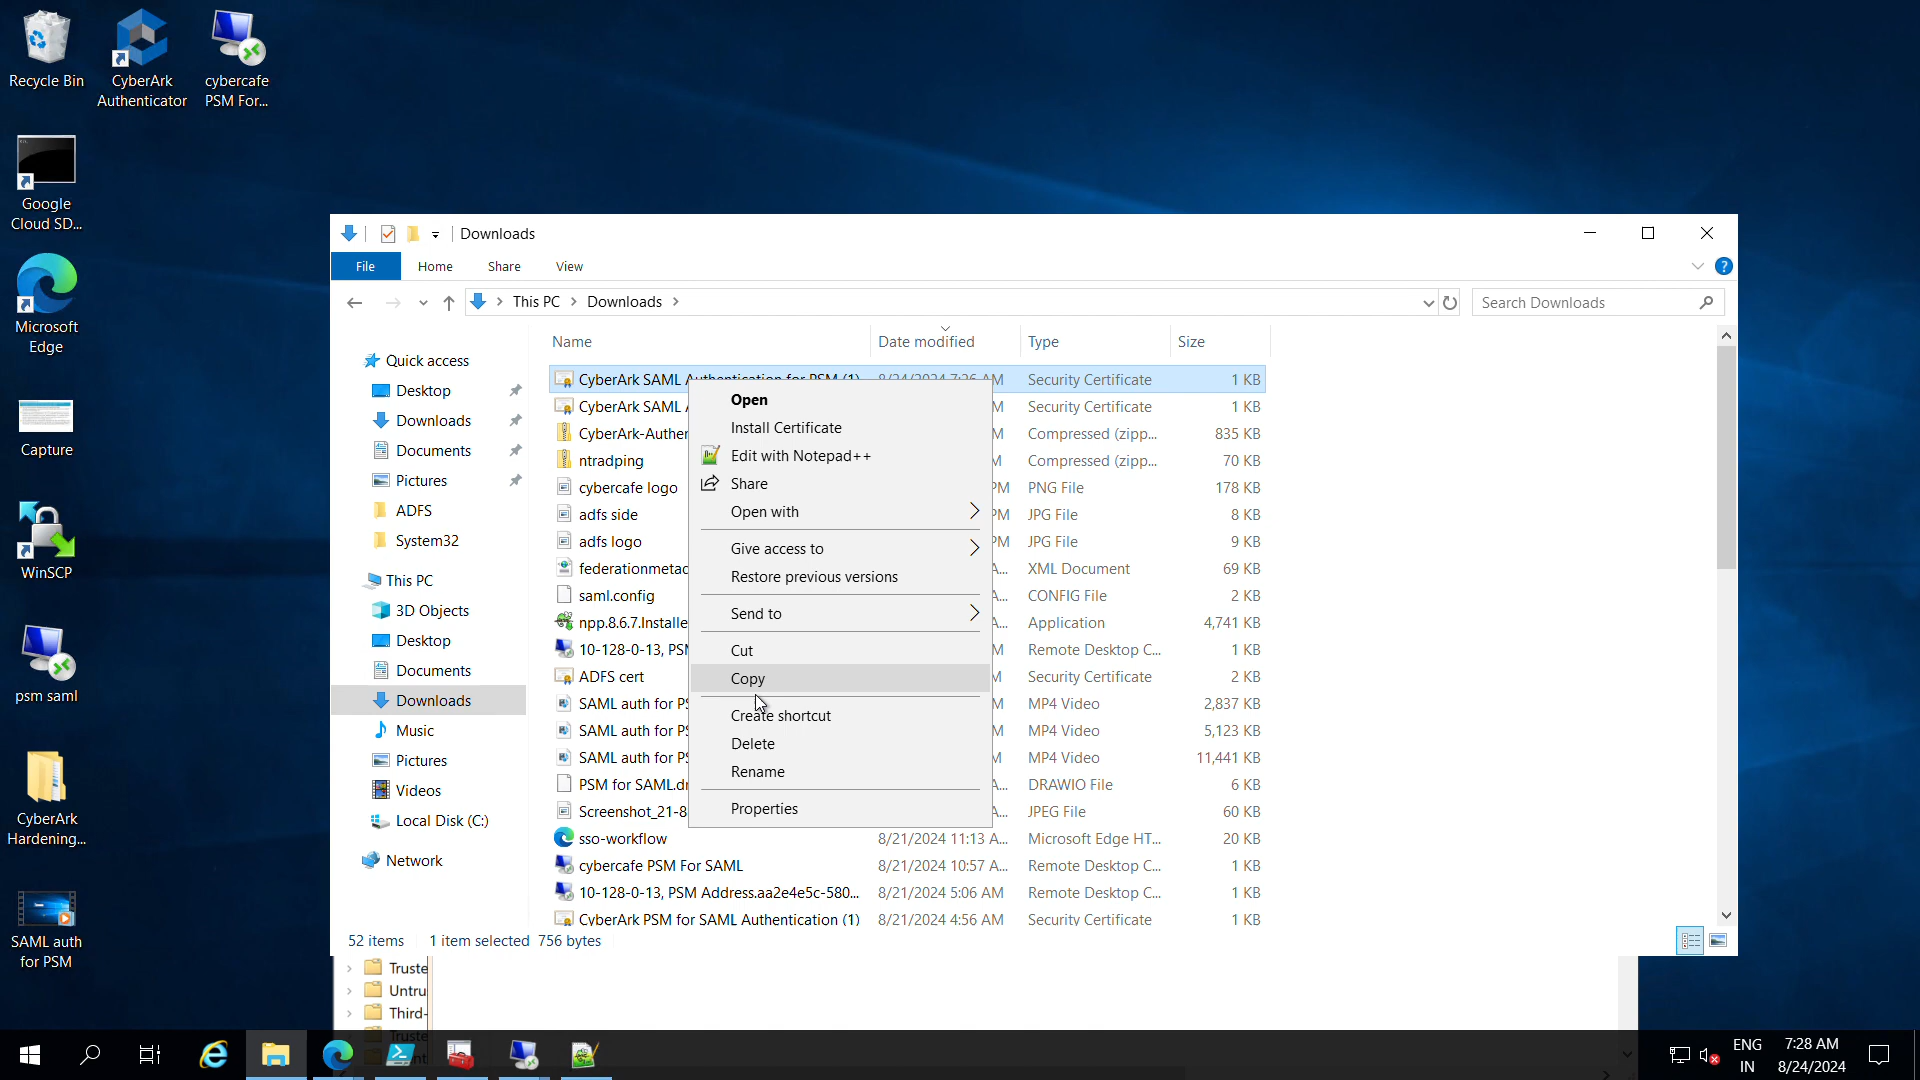 Recycle Bin
CyberArk
Authenticator
cybercafe
PSM For...
Google
Cloud SD...
Microsoft
Edge
Capture
WinSCP
psm saml
CyberArk
Hardening...
SAML auth
for PSM
Downloads
File
Home
Share
View
This PC
Downloads
Search Downloads
Quick access
Desktop
Downloads
Documents
Pictures
ADFS
System32
This PC
3D Objects
Desktop
Documents
Downloads
Music
Pictures
Videos
Local Disk (C:)
Network
Name Date modified Type Size
CyberArk SAML Authentication for PSM (1) 8/24/2024 7:26 AM Security Certificate 1 KB
CyberArk SAML M Security Certificate 1 KB
CyberArk-Auther M Compressed (zipp... 835 KB
ntradping M Compressed (zipp... 70 KB
cybercafe logo PM PNG File 178 KB
adfs side PM JPG File 8 KB
adfs logo PM JPG File 9 KB
federationmetac A... XML Document 69 KB
saml.config A... CONFIG File 2 KB
npp.8.6.7.Installe A... Application 4,741 KB
10-128-0-13, PSM A... Remote Desktop C... 1 KB
ADFS cert M Security Certificate 2 KB
SAML auth for PS M MP4 Video 2,837 KB
SAML auth for PS M MP4 Video 5,123 KB
SAML auth for PS M MP4 Video 11,441 KB
PSM for SAML.dr A... DRAWIO File 6 KB
Screenshot_21-8 A... JPEG File 60 KB
sso-workflow 8/21/2024 11:13 A... Microsoft Edge HT... 20 KB
cybercafe PSM For SAML 8/21/2024 10:57 A... Remote Desktop C... 1 KB
10-128-0-13, PSM Address.aa2e4e5c-580... 8/21/2024 5:06 AM Remote Desktop C... 1 KB
CyberArk PSM for SAML Authentication (1) 8/21/2024 4:56 AM Security Certificate 1 KB
Open
Install Certificate
Edit with Notepad++
Share
Open with
Give access to
Restore previous versions
Send to
Cut
Copy
Create shortcut
Delete
Rename
Properties
52 items 1 item selected 756 bytes
Truste
Untru
Third-
Truste
ENG
IN
7:28 AM
8/24/2024